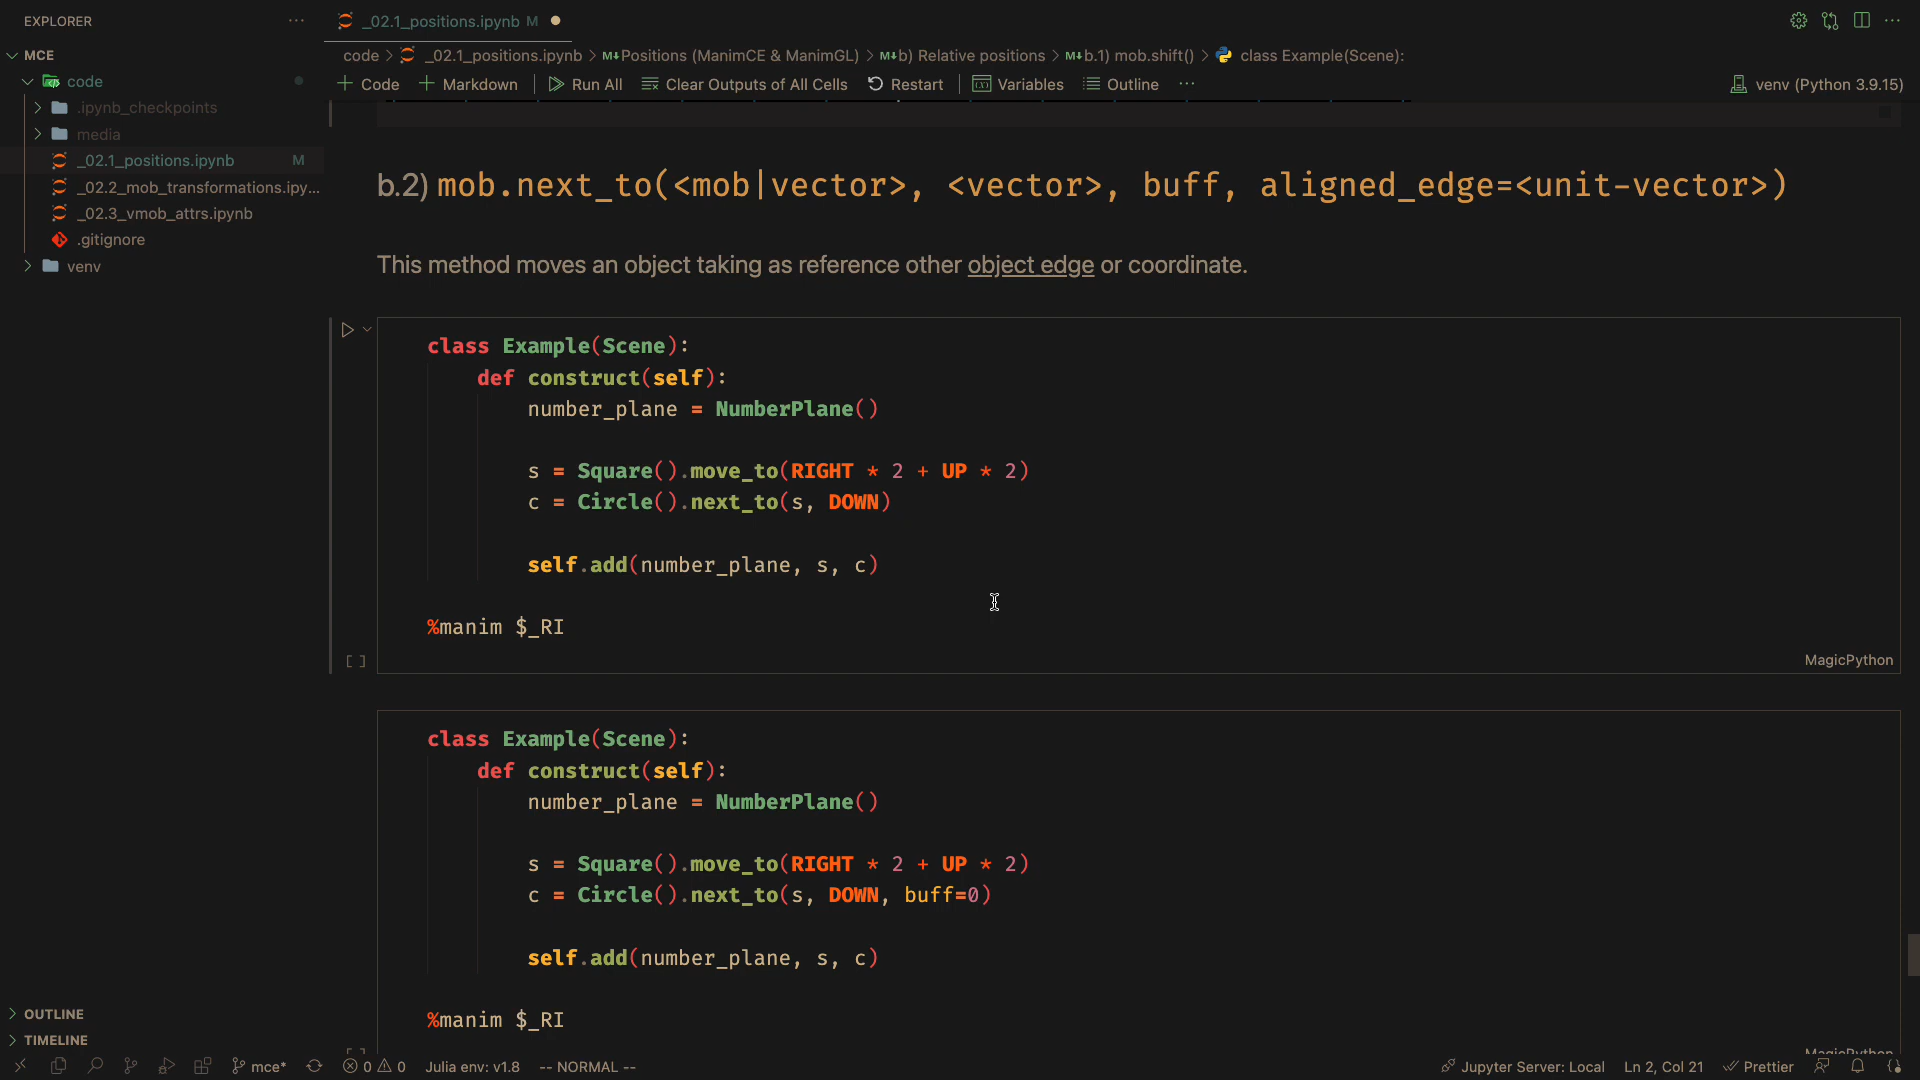 EXPLORER
_02.1_positions.ipynb M
MCE
code
.ipynb_checkpoints
media
_02.1_positions.ipynb M
_02.2_mob_transformations.ipy...
_02.3_vmob_attrs.ipynb
.gitignore
venv
OUTLINE
TIMELINE
code > _02.1_positions.ipynb > M↓Positions (ManimCE & ManimGL) > M↓b) Relative positions > M↓b.1) mob.shift() > class Example(Scene):
+ Code + Markdown Run All Clear Outputs of All Cells Restart Variables Outline ... venv (Python 3.9.15)
b.2) mob.next_to(<mob|vector>, <vector>, buff, aligned_edge=<unit-vector>)
This method moves an object taking as reference other object edge or coordinate.
class Example(Scene):
def construct(self):
number_plane = NumberPlane()
s = Square().move_to(RIGHT * 2 + UP * 2)
c = Circle().next_to(s, DOWN)
self.add(number_plane, s, c)
%manim $_RI
[ ]
MagicPython
class Example(Scene):
def construct(self):
number_plane = NumberPlane()
s = Square().move_to(RIGHT * 2 + UP * 2)
c = Circle().next_to(s, DOWN, buff=0)
self.add(number_plane, s, c)
%manim $_RI
MagicPython
mce* 0 0 Julia env: v1.8 -- NORMAL -- Jupyter Server: Local Ln 2, Col 21 Prettier